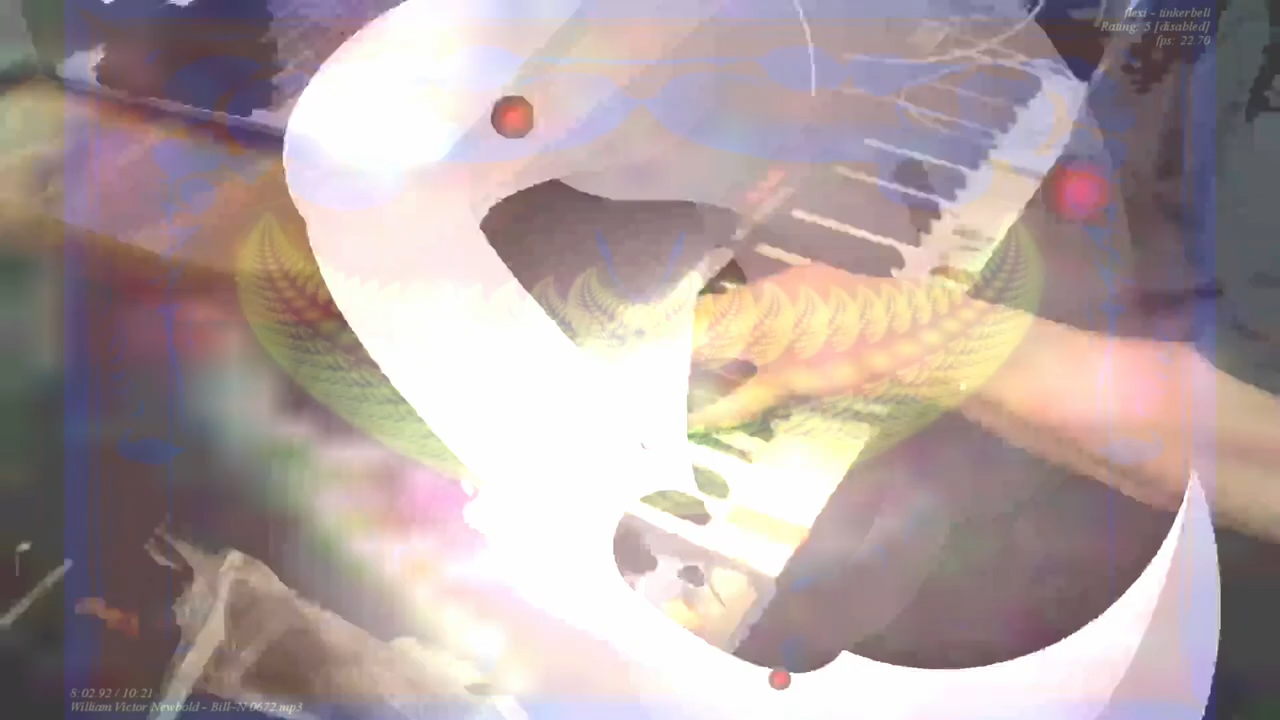 flexi - tinkerbell
Rating: 5 [disabled]
fps: 22.70
8:02.92 / 10:21
William Victor Newbold - Bill~N 0672.mp3